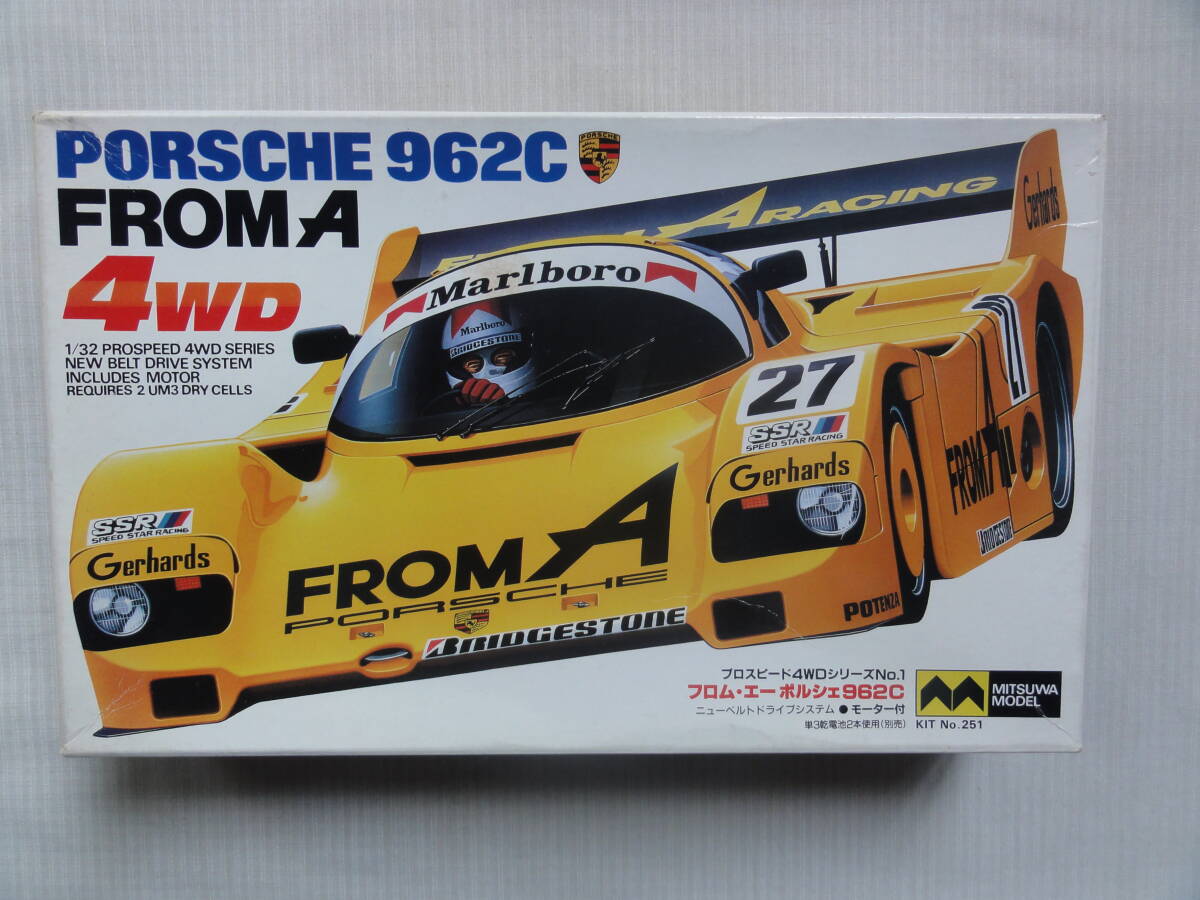 PORSCHE 962C
PORSCHE
FROM A
4WD
1/32 PROSPEED 4WD SERIES
NEW BELT DRIVE SYSTEM
INCLUDES MOTOR
REQUIRES 2 UM3 DRY CELLS
FROM A RACING
Gerhards
Marlboro
Marlboro
BRIDGESTONE
27
SSR
SPEED STAR RACING
Gerhards
27
FROM A
BRIDGESTONE
POTENZA
SSR
SPEED STAR RACING
Gerhards
FROM A
PORSCHE
BRIDGESTONE
プロスピード4WDシリーズNo.1
フロム・エー ポルシェ962C
ニューベルトドライブシステム ● モーター付
単3乾電池2本使用(別売)
MITSUWA
MODEL
KIT No.251